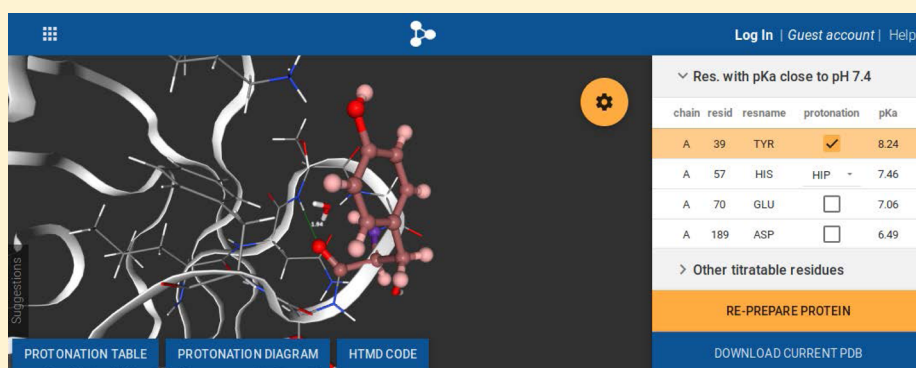 Log In | Guest account | Help
Res. with pKa close to pH 7.4
chain resid resname protonation pKa
A 39 TYR 8.24
A 57 HIS HIP 7.46
A 70 GLU 7.06
A 189 ASP 6.49
Other titratable residues
RE-PREPARE PROTEIN
DOWNLOAD CURRENT PDB
1.94
Suggestions
PROTONATION TABLE PROTONATION DIAGRAM HTMD CODE